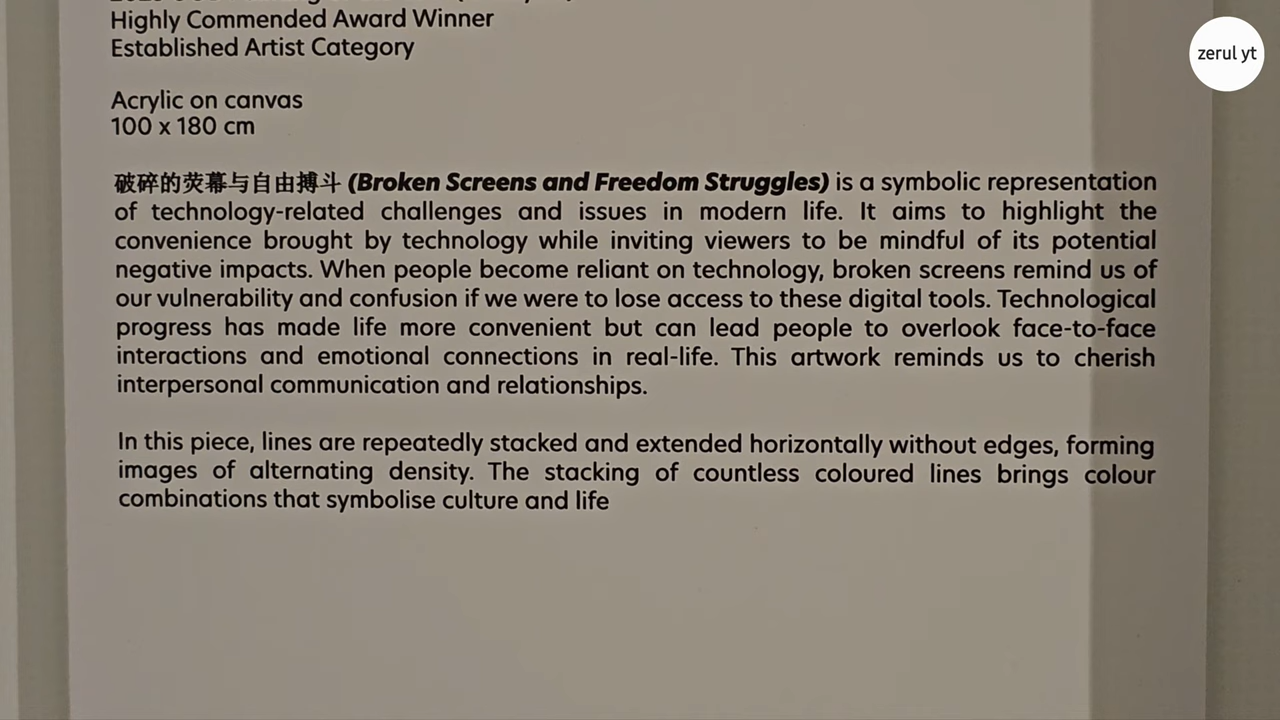 Highly Commended Award Winner
Established Artist Category
Acrylic on canvas
100 x 180 cm
破碎的荧幕与自由搏斗 (Broken Screens and Freedom Struggles) is a symbolic representation
of technology-related challenges and issues in modern life. It aims to highlight the
convenience brought by technology while inviting viewers to be mindful of its potential
negative impacts. When people become reliant on technology, broken screens remind us of
our vulnerability and confusion if we were to lose access to these digital tools. Technological
progress has made life more convenient but can lead people to overlook face-to-face
interactions and emotional connections in real-life. This artwork reminds us to cherish
interpersonal communication and relationships.
In this piece, lines are repeatedly stacked and extended horizontally without edges, forming
images of alternating density. The stacking of countless coloured lines brings colour
combinations that symbolise culture and life
zerul yt